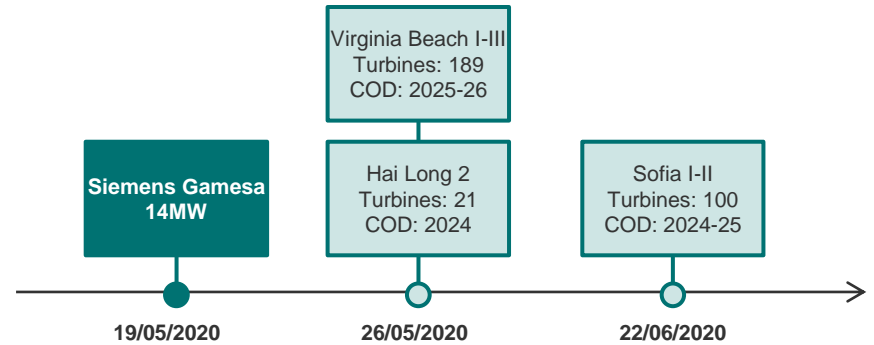 Virginia Beach I-III
Turbines: 189
COD: 2025-26
Siemens Gamesa
14MW
Hai Long 2
Turbines: 21
COD: 2024
Sofia I-II
Turbines: 100
COD: 2024-25
19/05/2020
26/05/2020
22/06/2020